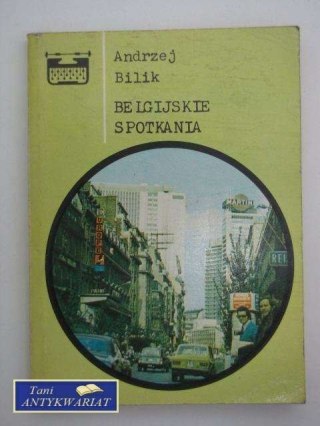 Andrzej
Bilik
BELGIJSKIE
SPOTKANIA
MARTINI
Tani
ANTYKWARIAT